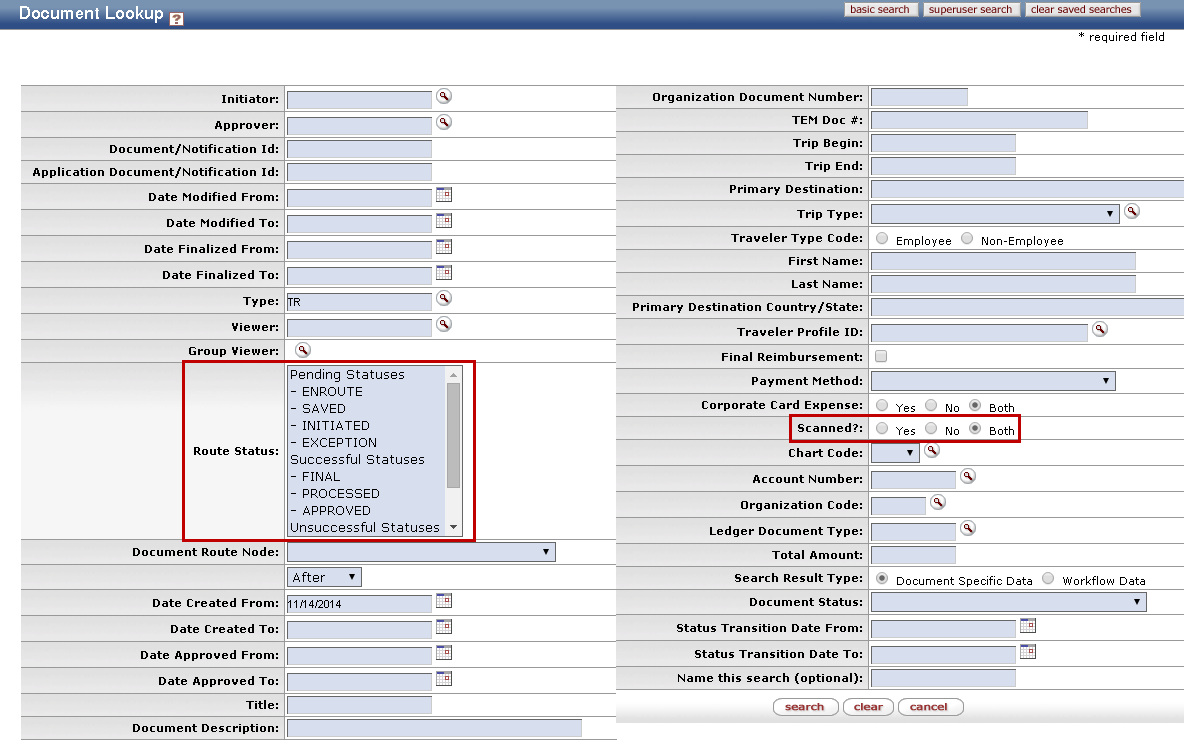 Document Lookup ?
basic search superuser search clear saved searches
* required field
Initiator:
Approver:
Document/Notification Id:
Application Document/Notification Id:
Date Modified From:
Date Modified To:
Date Finalized From:
Date Finalized To:
Type: TR
Viewer:
Group Viewer:
Route Status:
Pending Statuses
- ENROUTE
- SAVED
- INITIATED
- EXCEPTION
Successful Statuses
- FINAL
- PROCESSED
- APPROVED
Unsuccessful Statuses
Document Route Node:
After
Date Created From: 11/14/2014
Date Created To:
Date Approved From:
Date Approved To:
Title:
Document Description:
Organization Document Number:
TEM Doc #:
Trip Begin:
Trip End:
Primary Destination:
Trip Type:
Traveler Type Code: Employee Non-Employee
First Name:
Last Name:
Primary Destination Country/State:
Traveler Profile ID:
Final Reimbursement:
Payment Method:
Corporate Card Expense: Yes No Both
Scanned?: Yes No Both
Chart Code:
Account Number:
Organization Code:
Ledger Document Type:
Total Amount:
Search Result Type: Document Specific Data Workflow Data
Document Status:
Status Transition Date From:
Status Transition Date To:
Name this search (optional):
search clear cancel